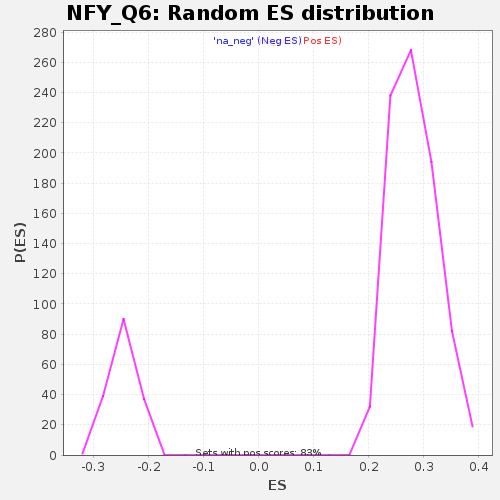 NFY_Q6: Random ES distribution
'na_neg' (Neg ES) Pos ES)
280
260
240
220
200
180
160
140
120
100
80
60
40
20
0
P(ES)
Sets with pos scores: 83%
-0.3 -0.2 -0.1 0.0 0.1 0.2 0.3 0.4
ES